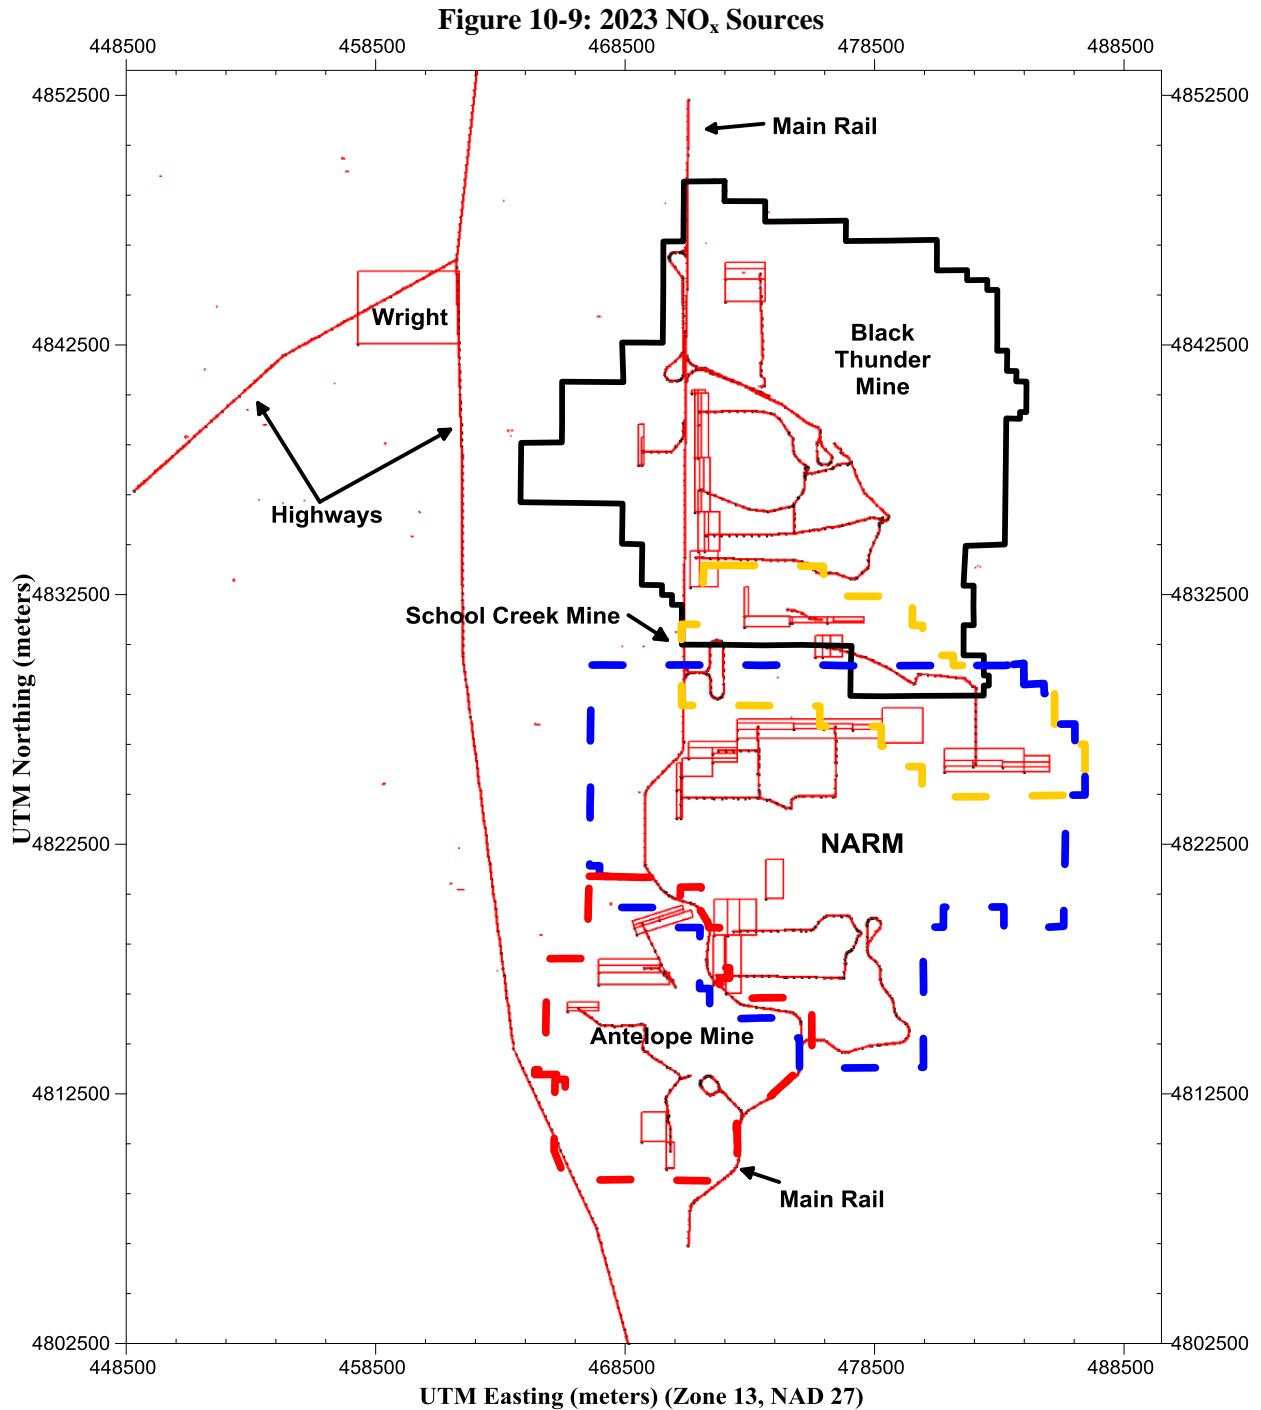 Figure 10-9: 2023 NOx Sources
448500 458500 468500 478500 488500
4852500 4852500
Main Rail
Wright
4842500 4842500
Black
Thunder
Mine
Highways
4832500 4832500
School Creek Mine
UTM Northing (meters)
4822500 4822500
NARM
Antelope Mine
4812500 4812500
Main Rail
4802500 4802500
448500 458500 468500 478500 488500
UTM Easting (meters) (Zone 13, NAD 27)